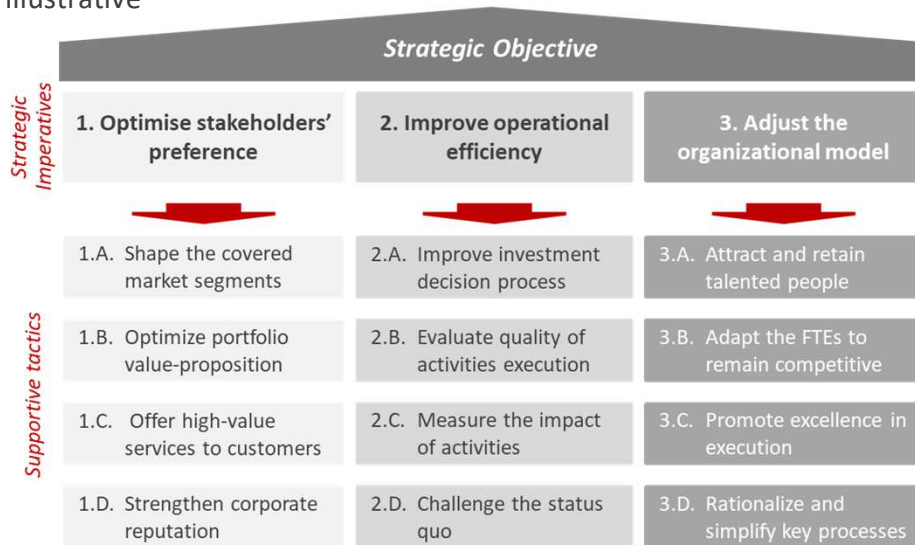 Illustrative
Strategic Objective
Strategic
Imperatives
1. Optimise stakeholders’
preference
2. Improve operational
efficiency
3. Adjust the
organizational model
Supportive tactics
1.A. Shape the covered
market segments
2.A. Improve investment
decision process
3.A. Attract and retain
talented people
1.B. Optimize portfolio
value-proposition
2.B. Evaluate quality of
activities execution
3.B. Adapt the FTEs to
remain competitive
1.C. Offer high-value
services to customers
2.C. Measure the impact
of activities
3.C. Promote excellence in
execution
1.D. Strengthen corporate
reputation
2.D. Challenge the status
quo
3.D. Rationalize and
simplify key processes